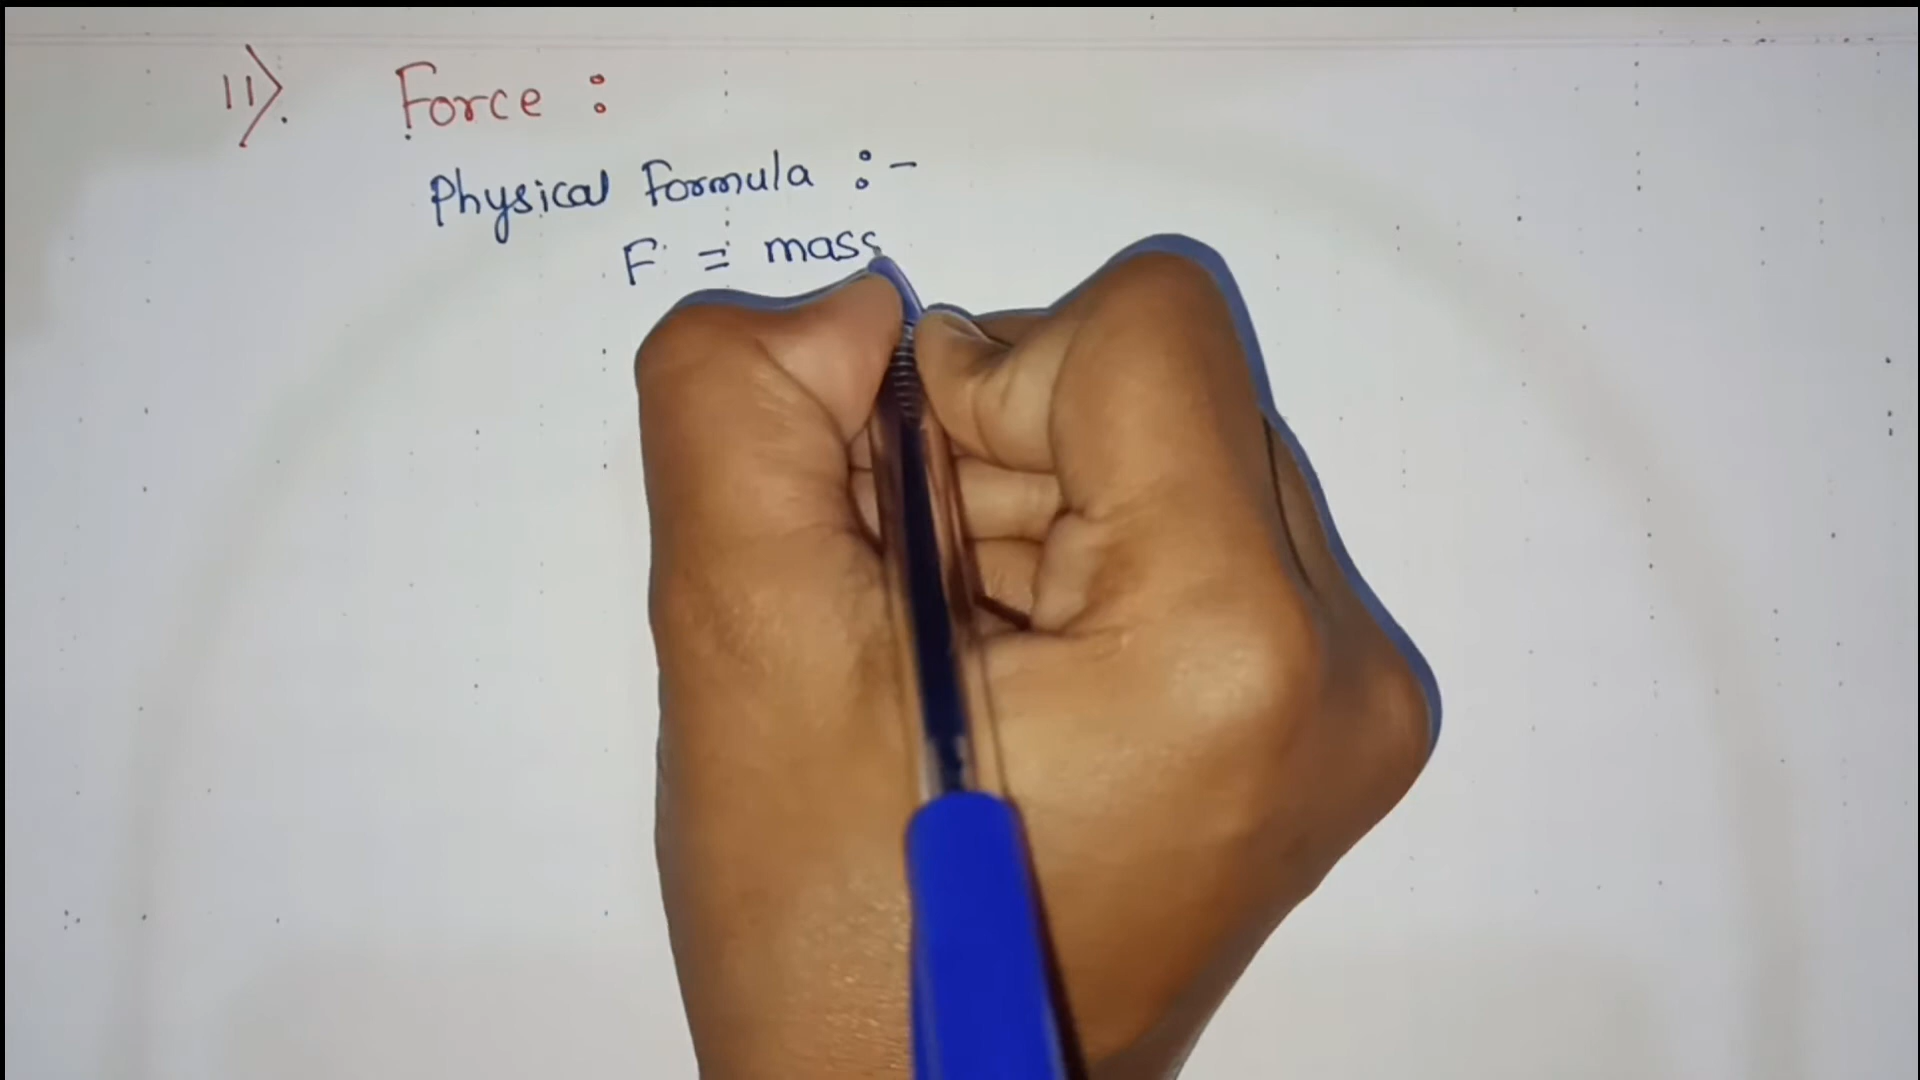 11).  Force :
Physical Formula :-
F = mass